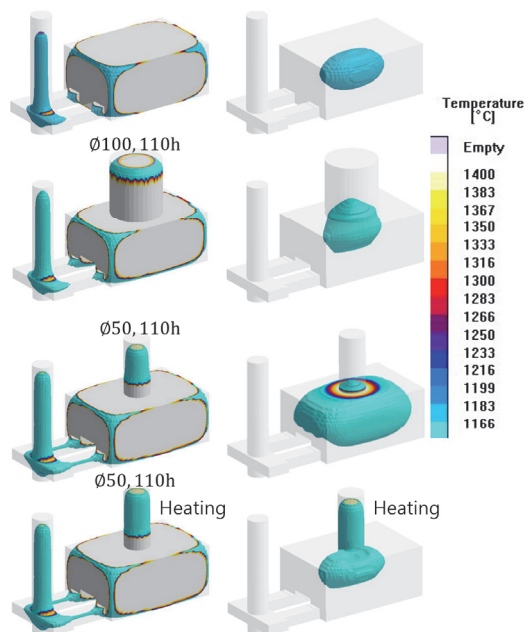 Temperature
[°C]
Empty
1400
1383
1367
1350
1333
1316
1300
1283
1266
1250
1233
1216
1199
1183
1166
Ø100, 110h
Ø50, 110h
Ø50, 110h
Heating
Heating